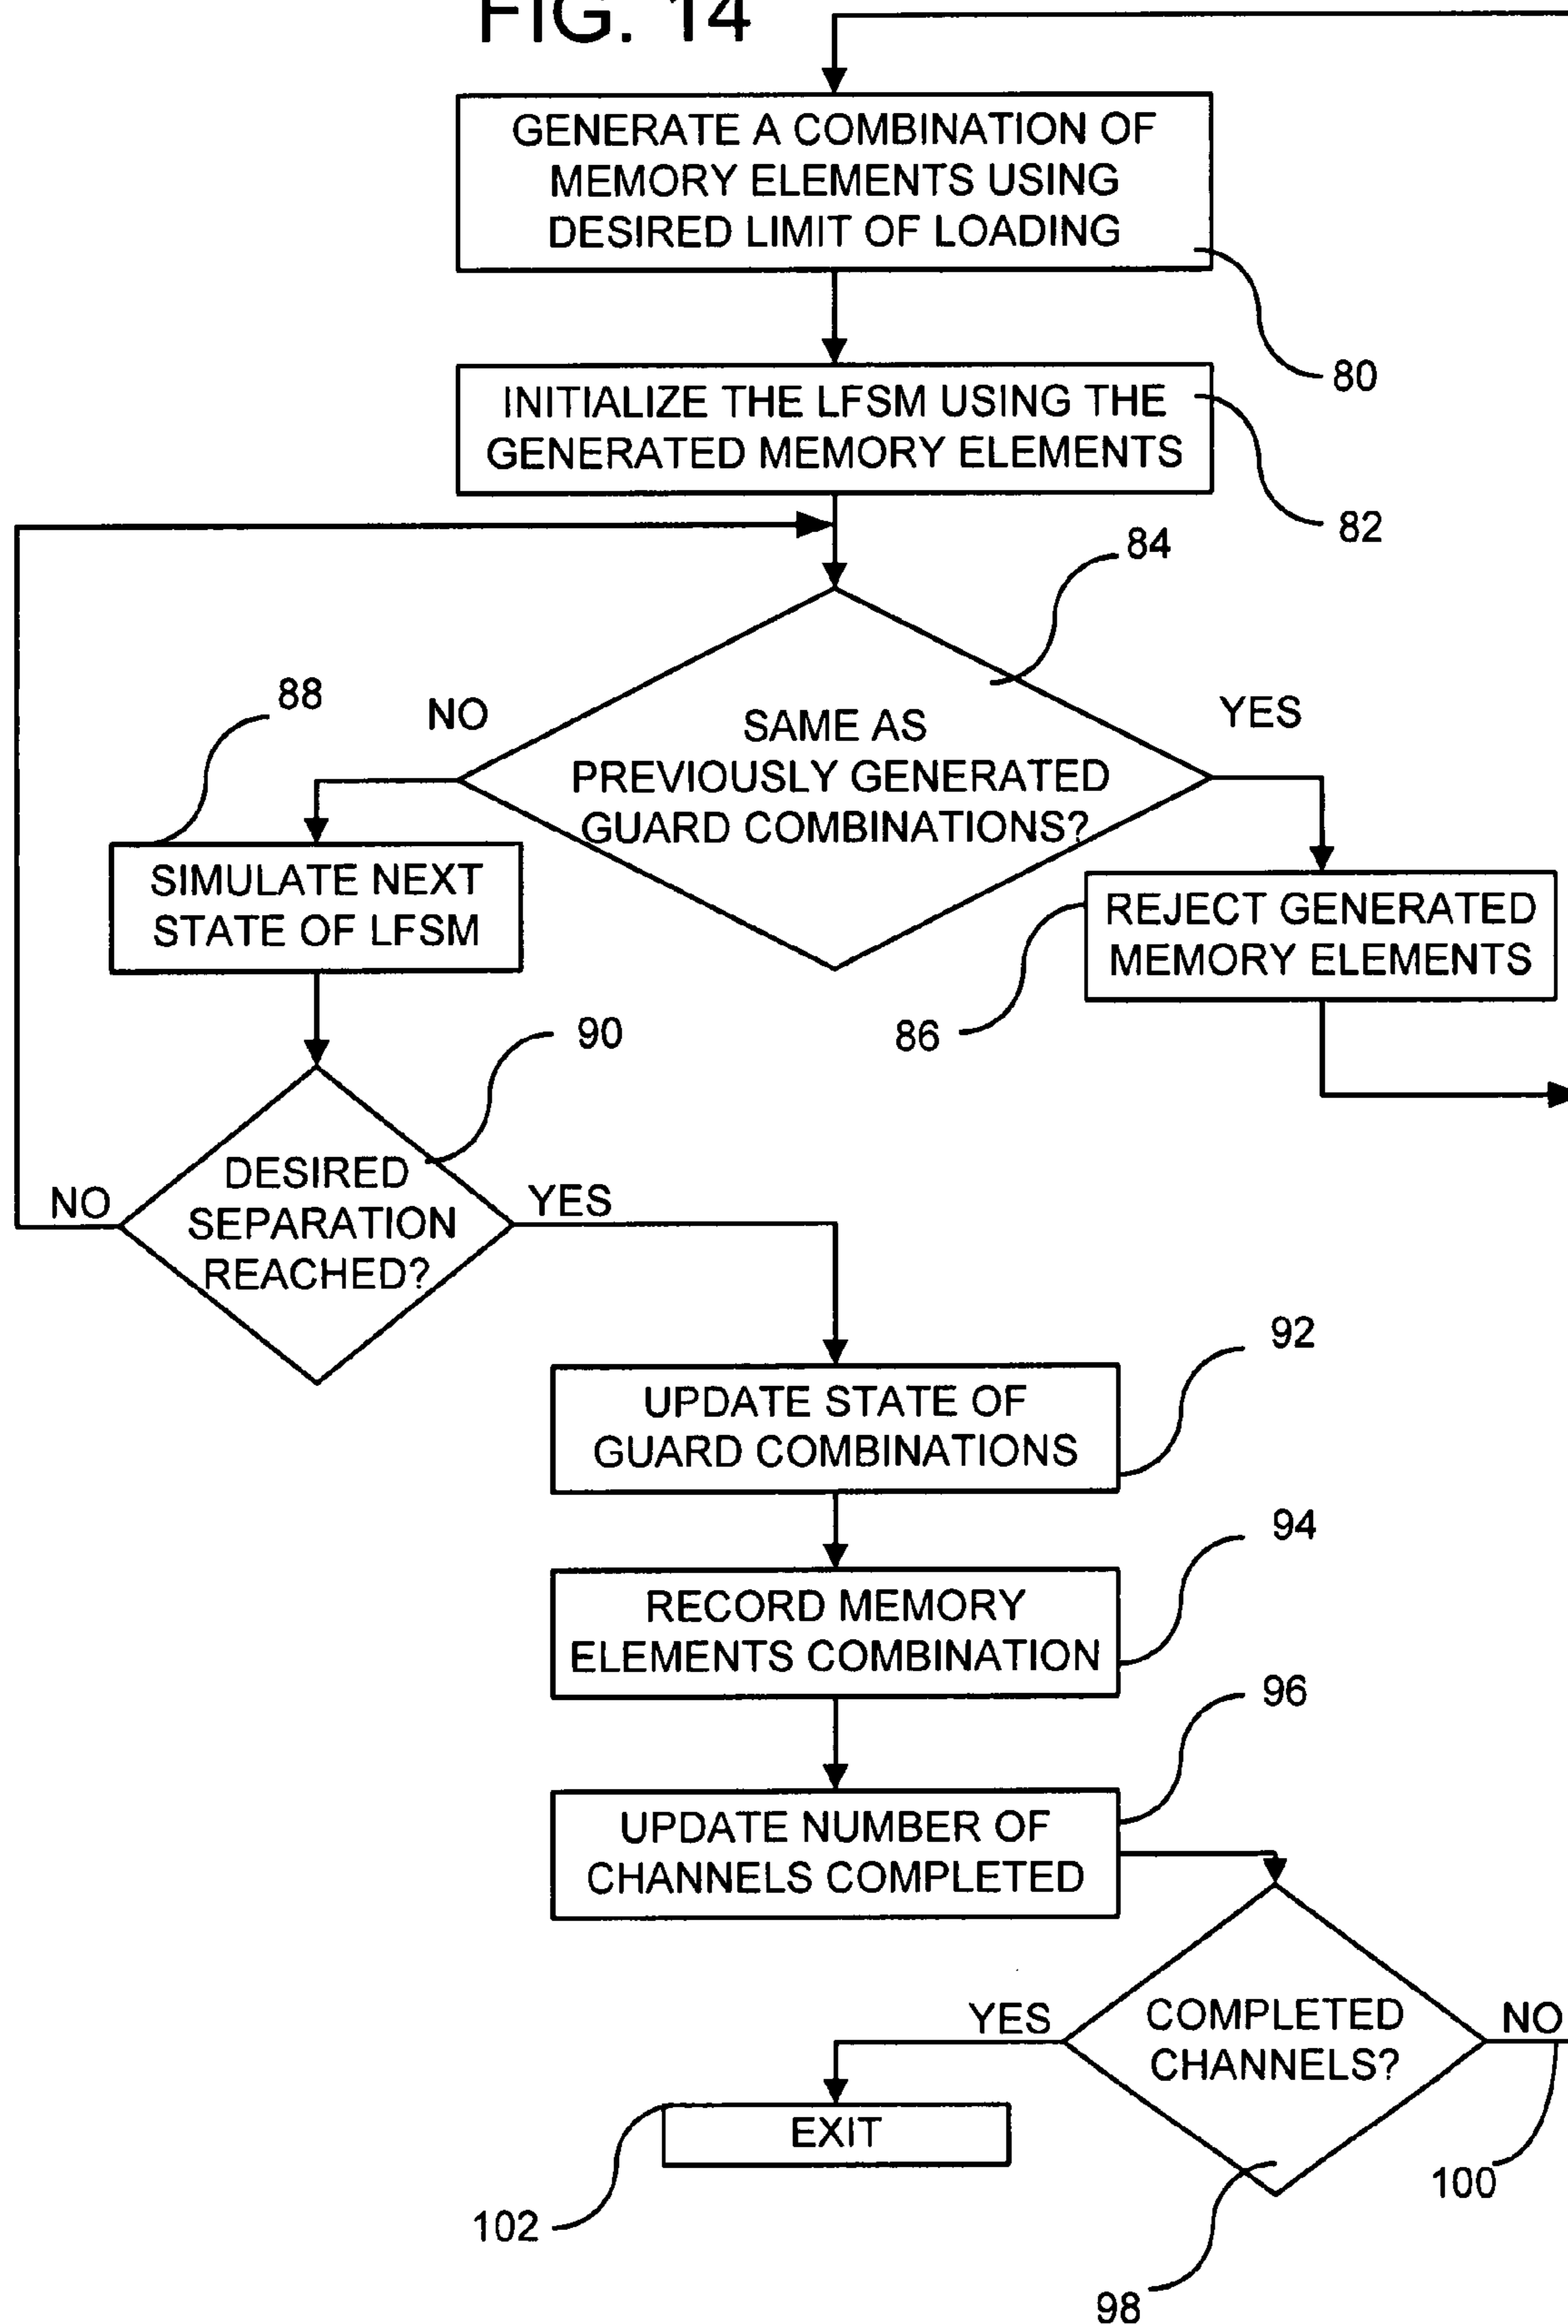 FIG. 14
GENERATE A COMBINATION OF
MEMORY ELEMENTS USING
DESIRED LIMIT OF LOADING
80
INITIALIZE THE LFSM USING THE
GENERATED MEMORY ELEMENTS
82
84
88
NO
YES
SAME AS
PREVIOUSLY GENERATED
GUARD COMBINATIONS?
SIMULATE NEXT
STATE OF LFSM
REJECT GENERATED
MEMORY ELEMENTS
86
90
DESIRED
SEPARATION
REACHED?
NO
YES
92
UPDATE STATE OF
GUARD COMBINATIONS
94
RECORD MEMORY
ELEMENTS COMBINATION
96
UPDATE NUMBER OF
CHANNELS COMPLETED
YES
COMPLETED
CHANNELS?
NO
EXIT
100
102
98